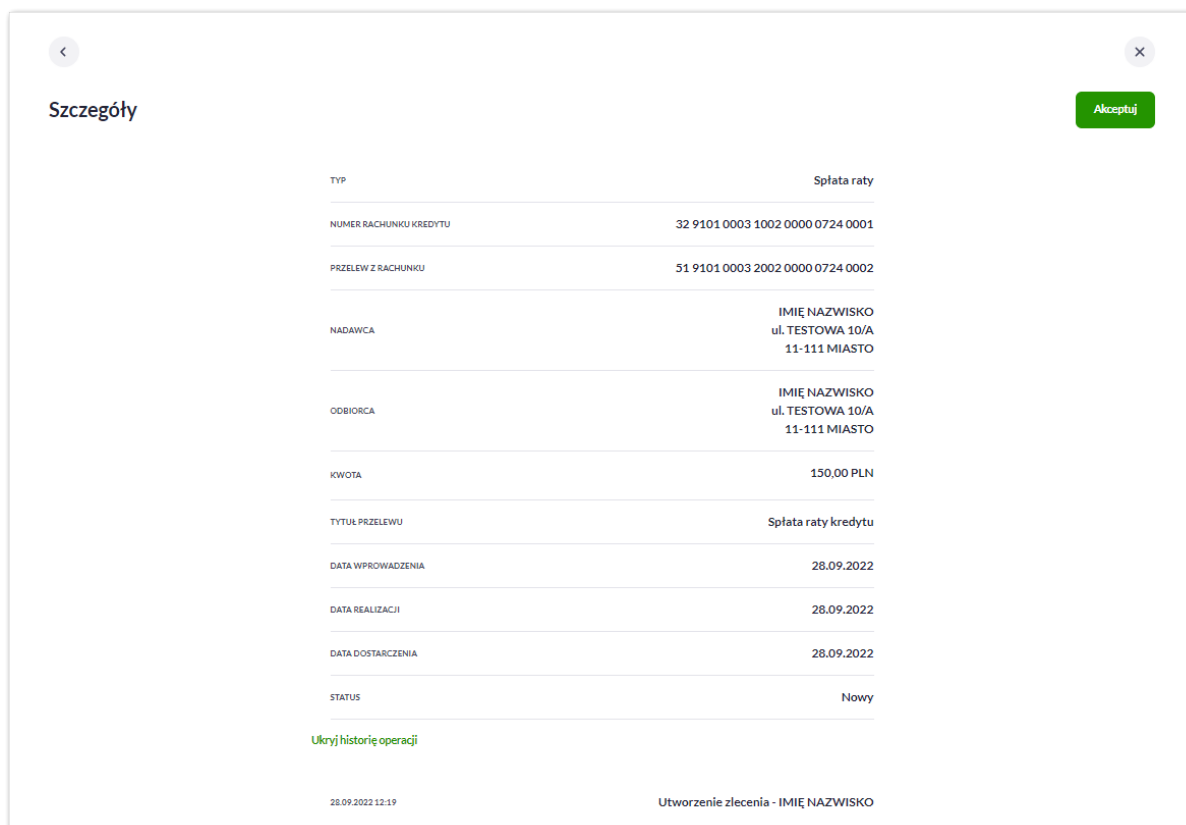 Szczegóły
Akceptuj
TYP
Spłata raty
NUMER RACHUNKU KREDYTU
32 9101 0003 1002 0000 0724 0001
PRZELEW Z RACHUNKU
51 9101 0003 2002 0000 0724 0002
NADAWCA
IMIĘ NAZWISKO
ul. TESTOWA 10/A
11-111 MIASTO
ODBIORCA
IMIĘ NAZWISKO
ul. TESTOWA 10/A
11-111 MIASTO
KWOTA
150,00 PLN
TYTUŁ PRZELEWU
Spłata raty kredytu
DATA WPROWADZENIA
28.09.2022
DATA REALIZACJI
28.09.2022
DATA DOSTARCZENIA
28.09.2022
STATUS
Nowy
Ukryj historię operacji
28.09.2022 12:19
Utworzenie zlecenia - IMIĘ NAZWISKO